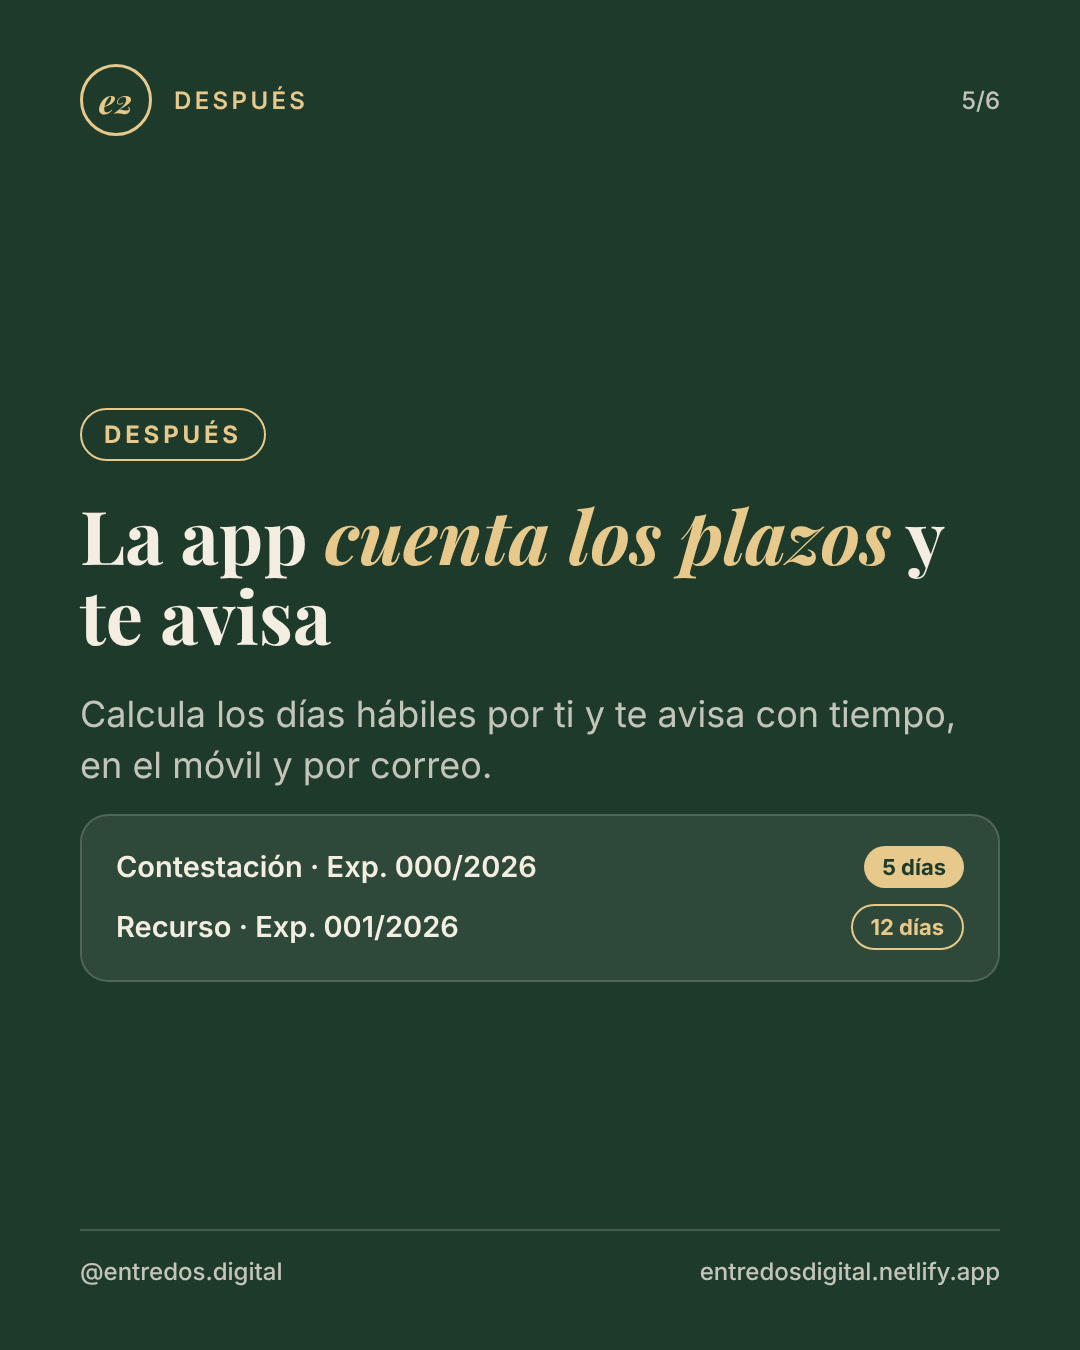 e2 DESPUÉS 5/6
DESPUÉS
La app cuenta los plazos y
te avisa
Calcula los días hábiles por ti y te avisa con tiempo,
en el móvil y por correo.
Contestación · Exp. 000/2026 5 días
Recurso · Exp. 001/2026 12 días
@entredos.digital entredosdigital.netlify.app